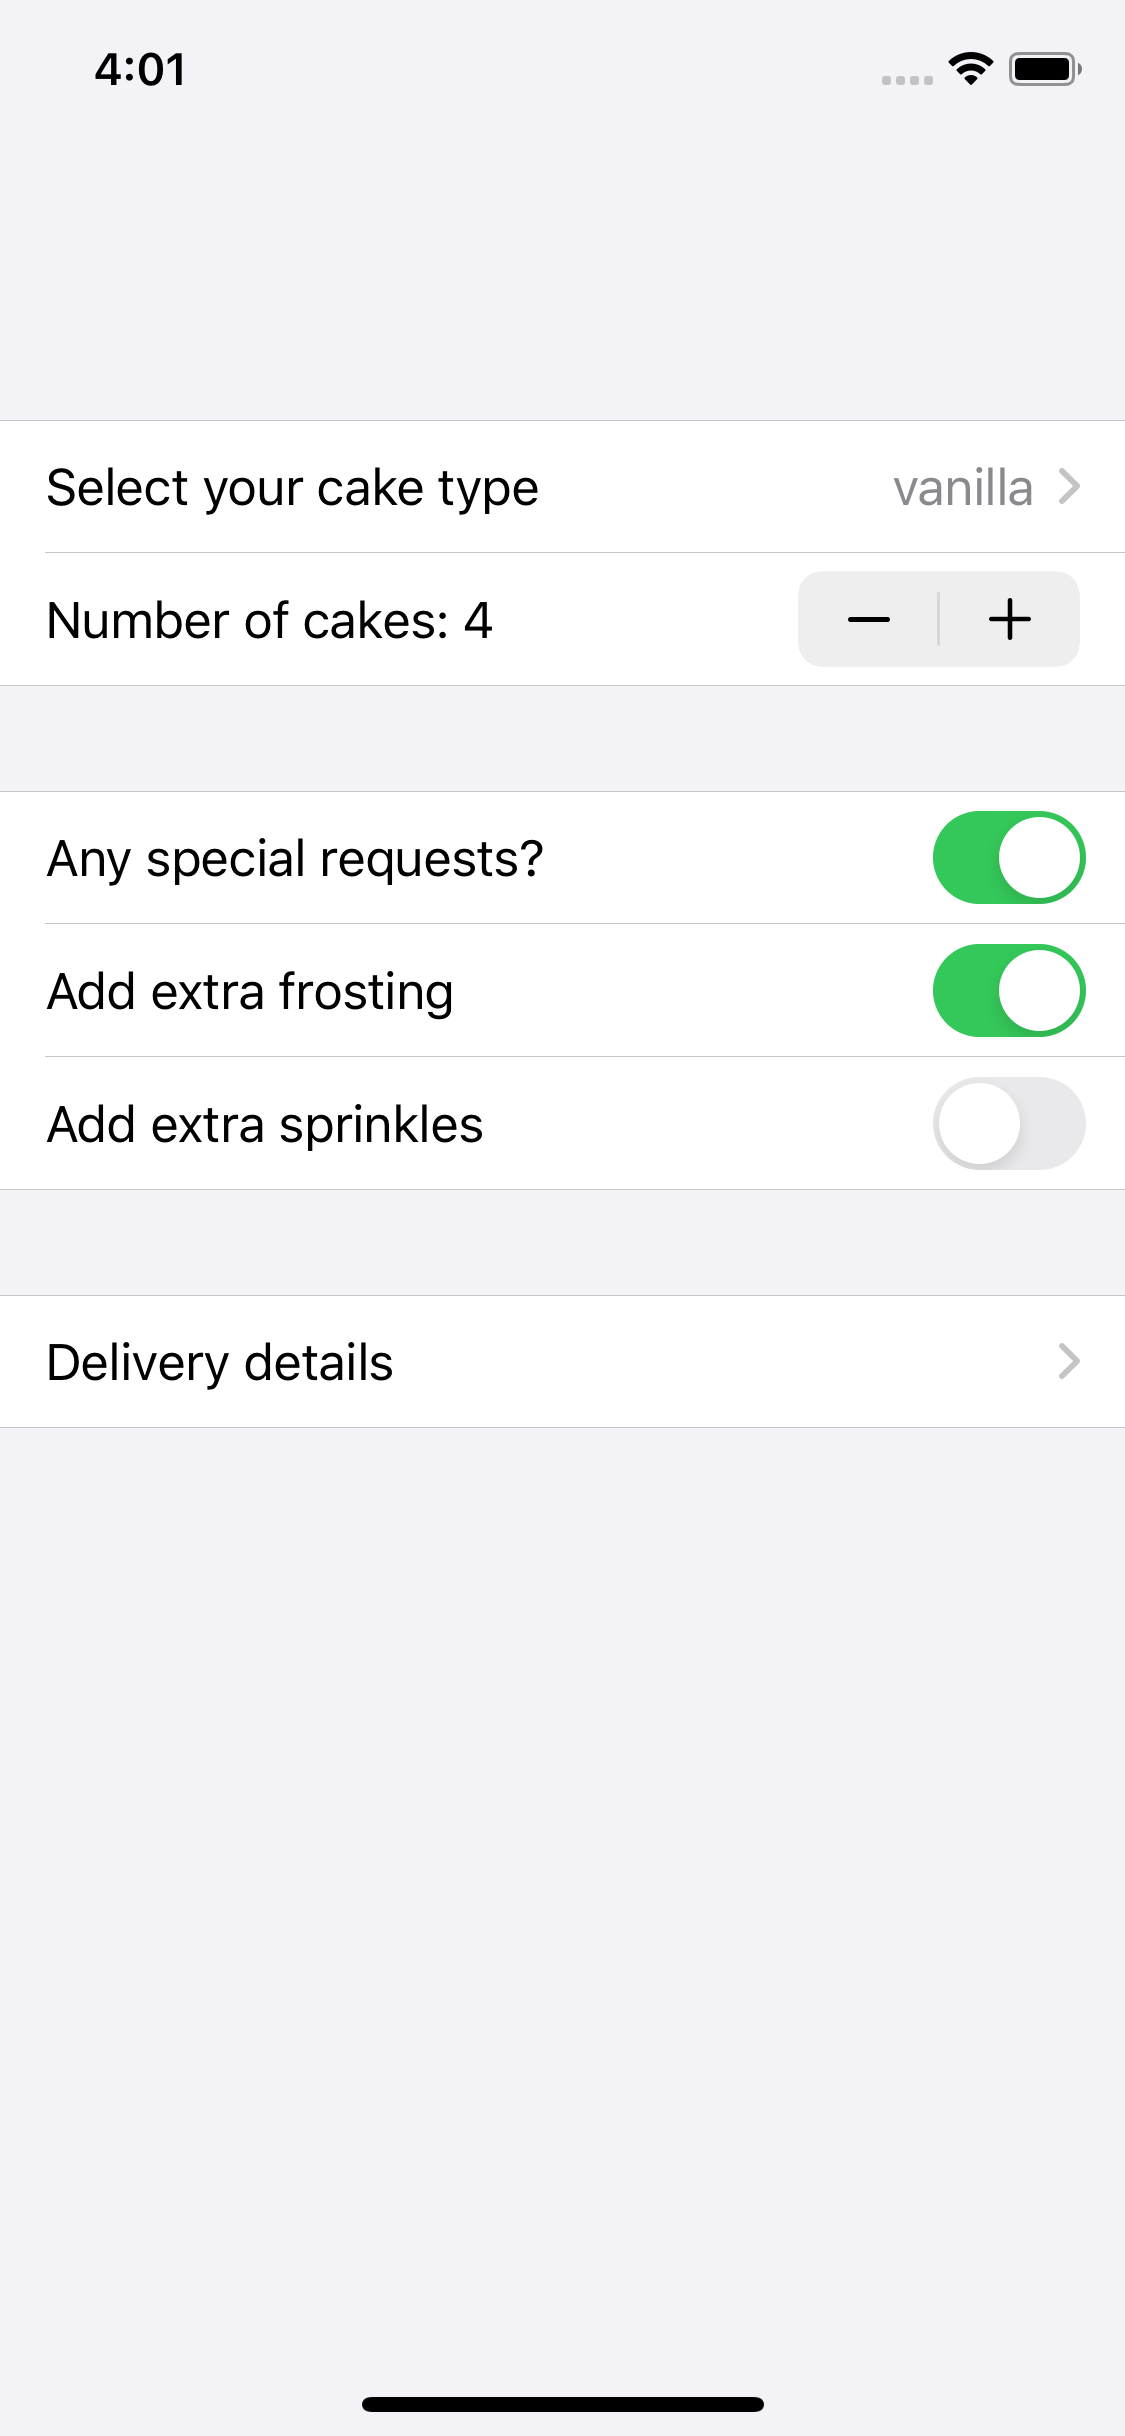 4:01
Select your cake type vanilla
Number of cakes: 4
Any special requests?
Add extra frosting
Add extra sprinkles
Delivery details